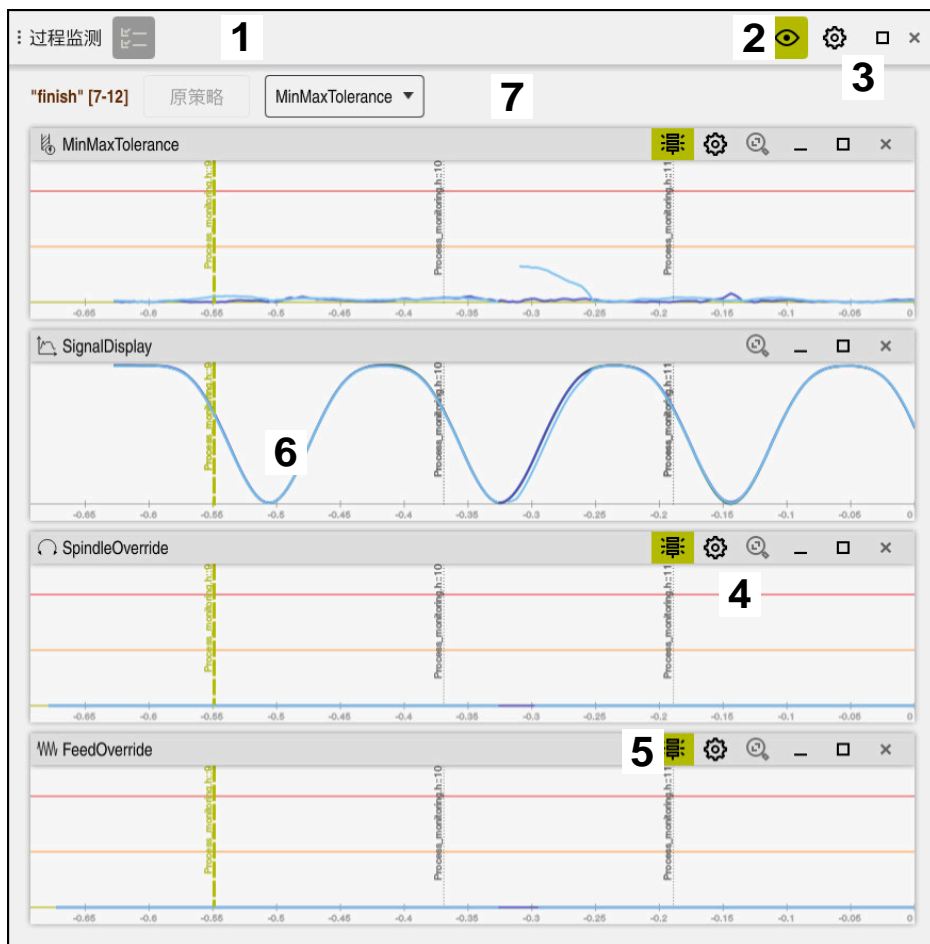 过程监测 1 2 3
"finish" [7-12] 原策略 MinMaxTolerance 7
MinMaxTolerance
Process_monitoring.h::9 Process_monitoring.h::10 Process_monitoring.h::11
-0.65 -0.6 -0.55 -0.5 -0.45 -0.4 -0.35 -0.3 -0.25 -0.2 -0.15 -0.1 -0.05 0
SignalDisplay
Process_monitoring.h::9 Process_monitoring.h::10 Process_monitoring.h::11
6
-0.65 -0.6 -0.55 -0.5 -0.45 -0.4 -0.35 -0.3 -0.25 -0.2 -0.15 -0.1 -0.05 0
SpindleOverride
4
Process_monitoring.h::9 Process_monitoring.h::10 Process_monitoring.h::11
-0.65 -0.6 -0.55 -0.5 -0.45 -0.4 -0.35 -0.3 -0.25 -0.2 -0.15 -0.1 -0.05 0
FeedOverride 5
Process_monitoring.h::9 Process_monitoring.h::10 Process_monitoring.h::11
-0.65 -0.6 -0.55 -0.5 -0.45 -0.4 -0.35 -0.3 -0.25 -0.2 -0.15 -0.1 -0.05 0